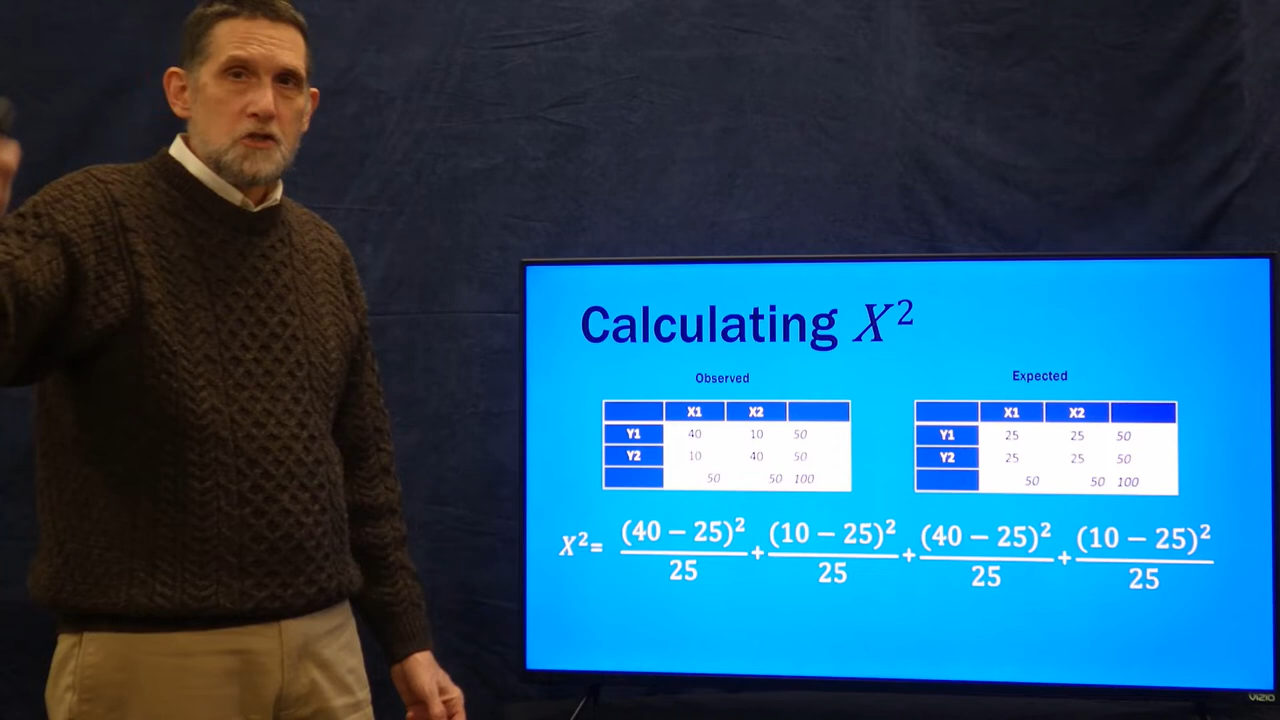 Calculating X²
Observed
X1 X2
Y1 40 10 50
Y2 10 40 50
50 50 100
Expected
X1 X2
Y1 25 25 50
Y2 25 25 50
50 50 100
X²= (40 − 25)²/25 + (10 − 25)²/25 + (40 − 25)²/25 + (10 − 25)²/25
VIZIO